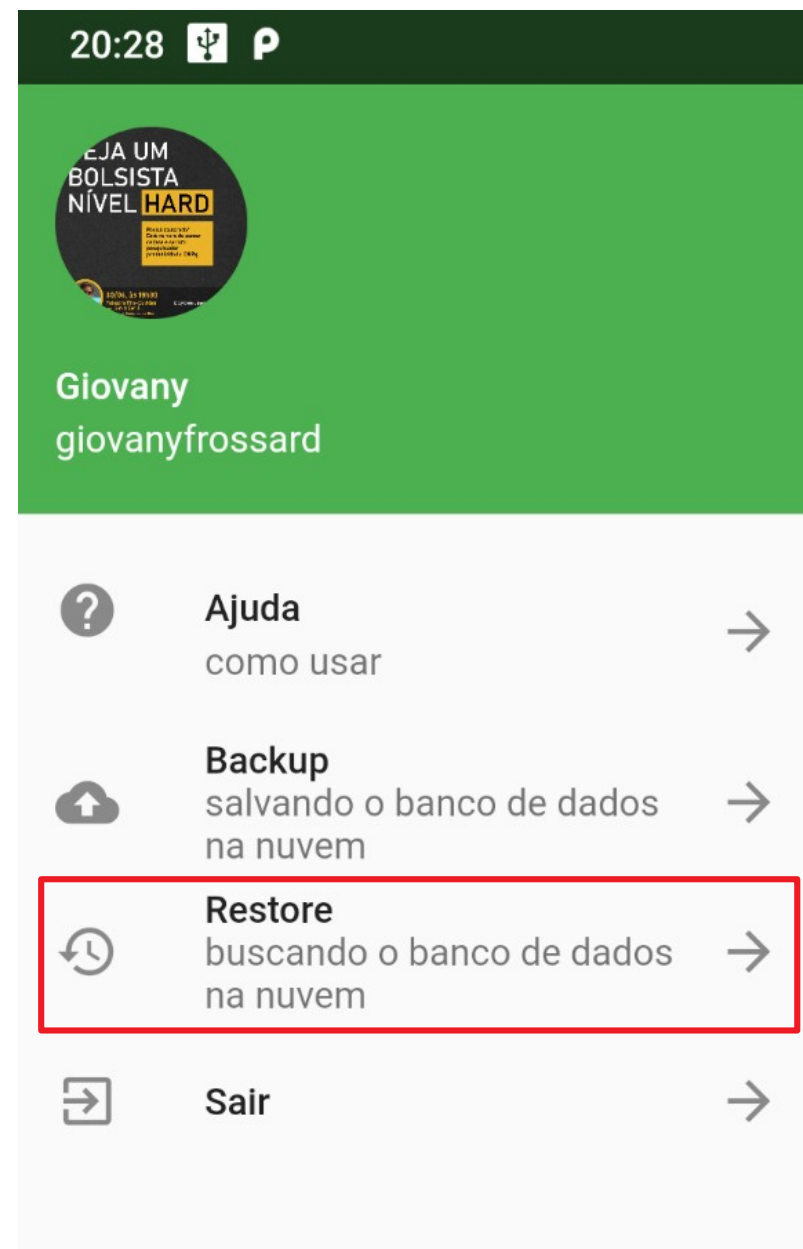 20:28
EJA UM
BOLSISTA
NÍVEL HARD
Giovany
giovanyfrossard
Ajuda
como usar
Backup
salvando o banco de dados
na nuvem
Restore
buscando o banco de dados
na nuvem
Sair